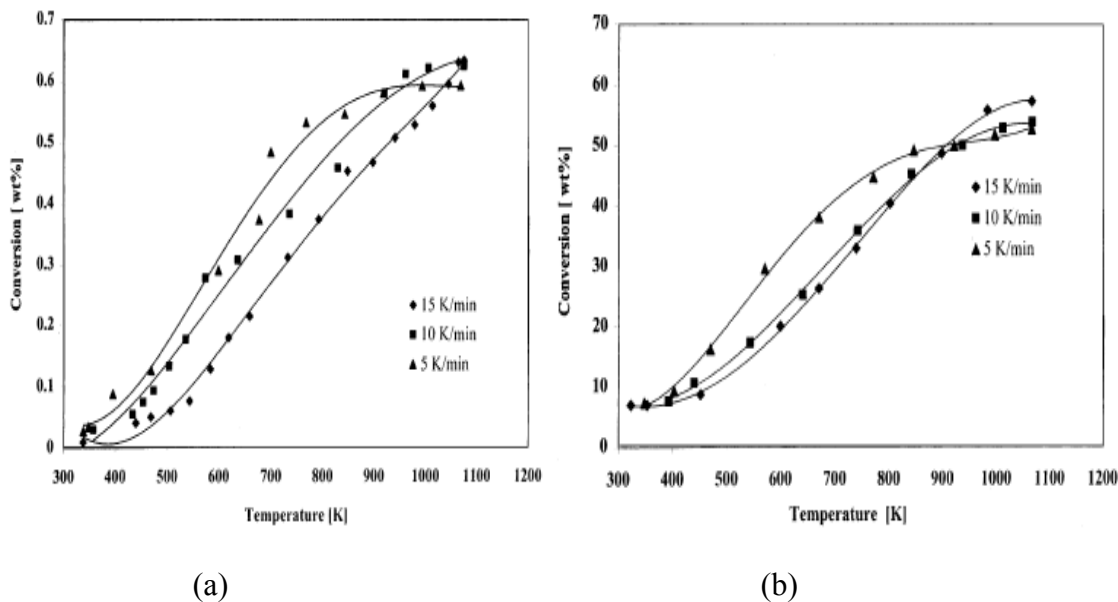 0.7
0.6
0.5
0.4
0.3
0.2
0.1
0
Conversion [ wt%]
15 K/min
10 K/min
5 K/min
300 400 500 600 700 800 900 1000 1100 1200
Temperature [K]
(a)
70
60
50
40
30
20
10
0
Conversion [ wt%]
15 K/min
10 K/min
5 K/min
300 400 500 600 700 800 900 1000 1100 1200
Temperature [K]
(b)